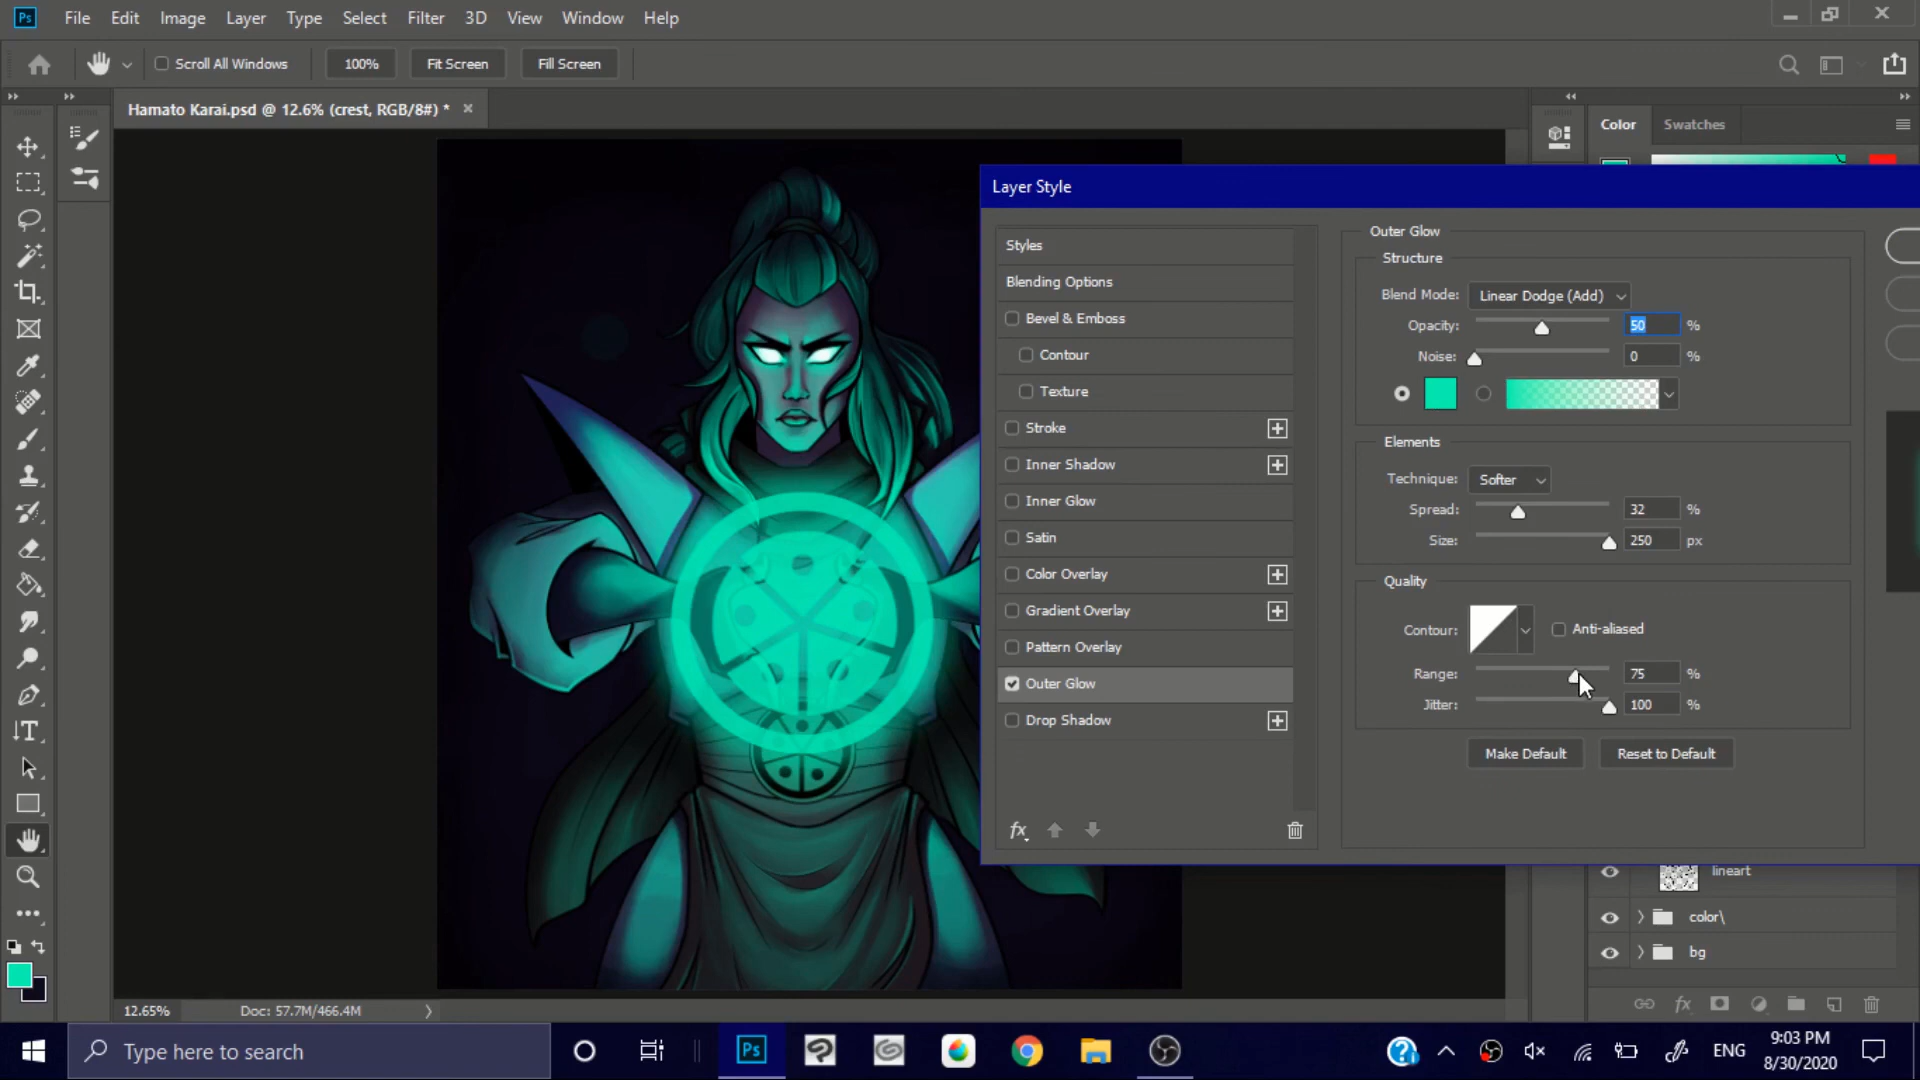 Ps File Edit Image Layer Type Select Filter 3D View Window Help
Scroll All Windows 100% Fit Screen Fill Screen
Hamato Karai.psd @ 12.6% (crest, RGB/8#) *
Color Swatches
Layer Style
Styles
Blending Options
Bevel & Emboss
Contour
Texture
Stroke
Inner Shadow
Inner Glow
Satin
Color Overlay
Gradient Overlay
Pattern Overlay
Outer Glow
Drop Shadow
fx
Outer Glow
Structure
Blend Mode: Linear Dodge (Add)
Opacity: 50 %
Noise: 0 %
Elements
Technique: Softer
Spread: 32 %
Size: 250 px
Quality
Contour: Anti-aliased
Range: 75 %
Jitter: 100 %
Make Default Reset to Default
lineart
color\
bg
fx
12.65% Doc: 57.7M/466.4M
Type here to search
Ps
ENG
9:03 PM
8/30/2020